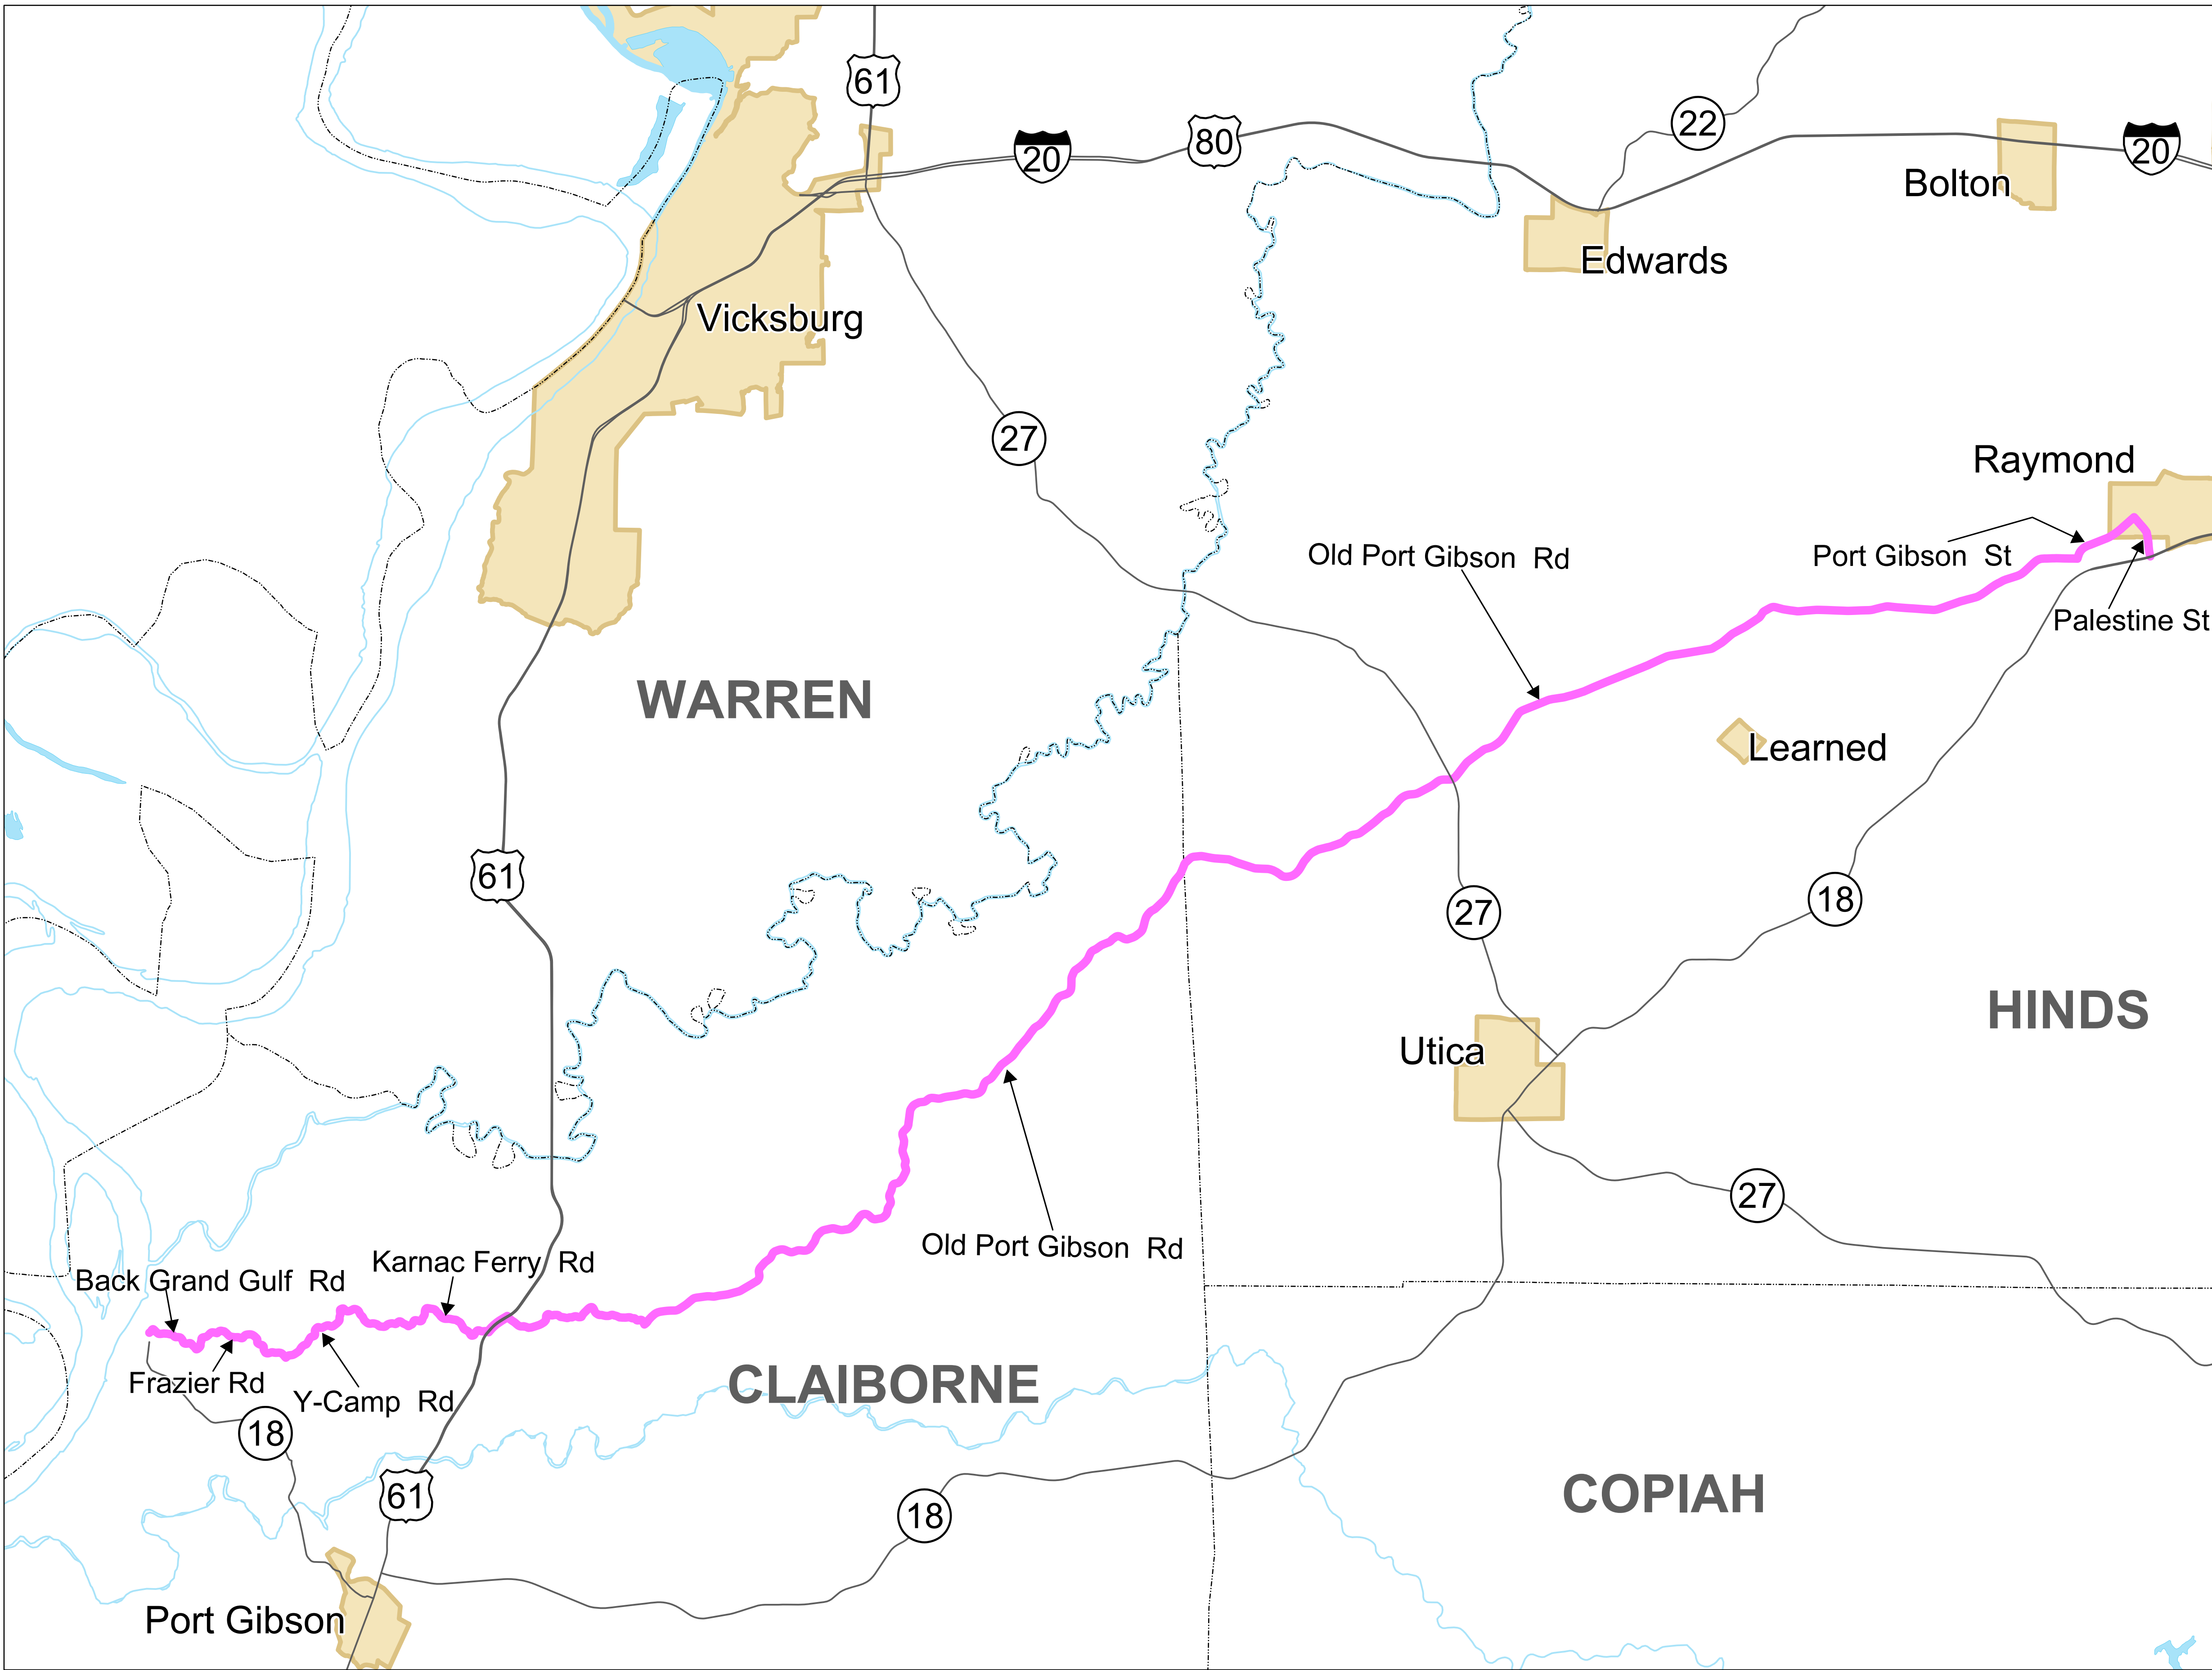 61
22
80
20
20
Bolton
Edwards
Vicksburg
27
Raymond
Old Port Gibson Rd
Port Gibson St
Palestine St
WARREN
Learned
61
27
18
HINDS
Utica
27
Old Port Gibson Rd
Karnac Ferry Rd
Back Grand Gulf Rd
Frazier Rd
Y-Camp Rd
CLAIBORNE
18
61
COPIAH
18
Port Gibson